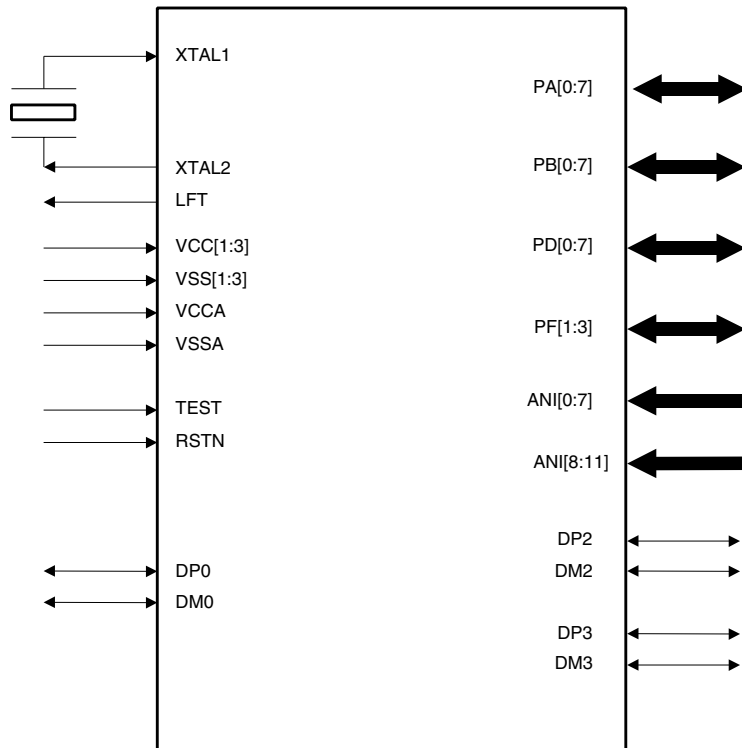 XTAL1
XTAL2
LFT
VCC[1:3]
VSS[1:3]
VCCA
VSSA
TEST
RSTN
DP0
DM0
PA[0:7]
PB[0:7]
PD[0:7]
PF[1:3]
ANI[0:7]
ANI[8:11]
DP2
DM2
DP3
DM3